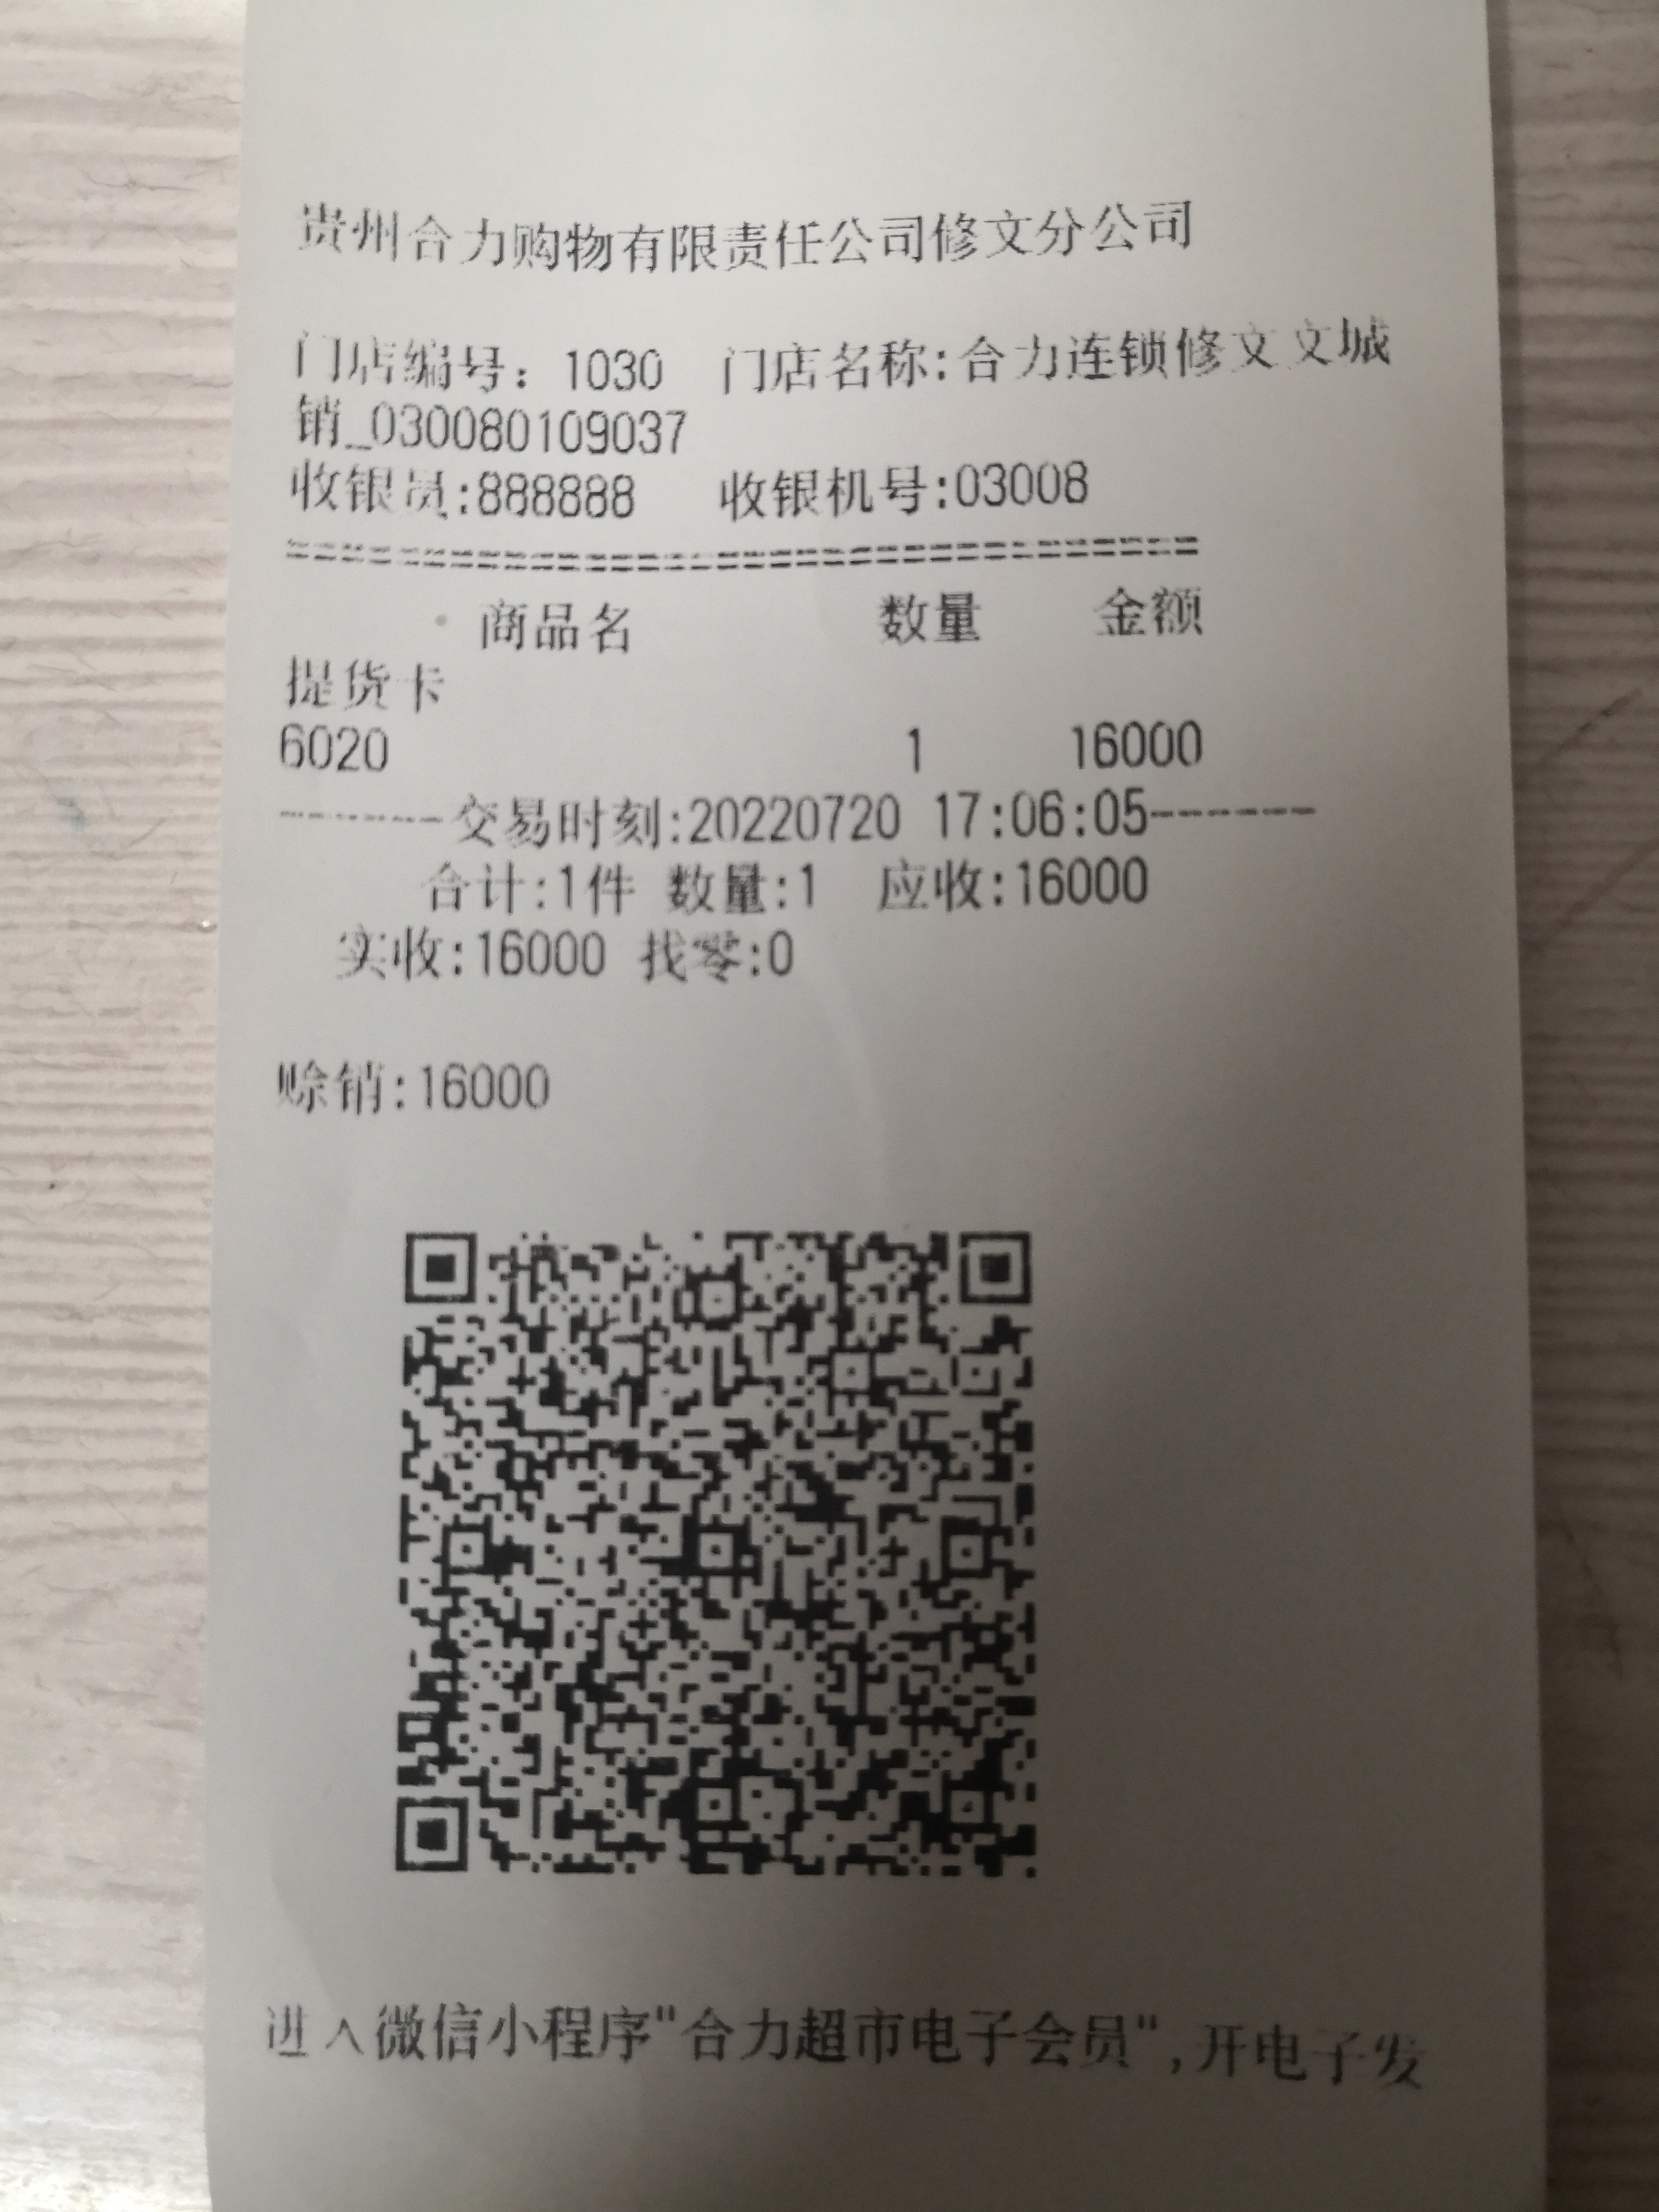 贵州合力购物有限责任公司修文分公司
门店编号：1030 门店名称:合力连锁修文文城
销_030080109037
收银员:888888 收银机号:03008
==================================
商品名 数量 金额
提货卡
6020 1 16000
------交易时刻:20220720 17:06:05------
合计:1件 数量:1 应收:16000
实收:16000 找零:0
赊销:16000
进入微信小程序"合力超市电子会员",开电子发